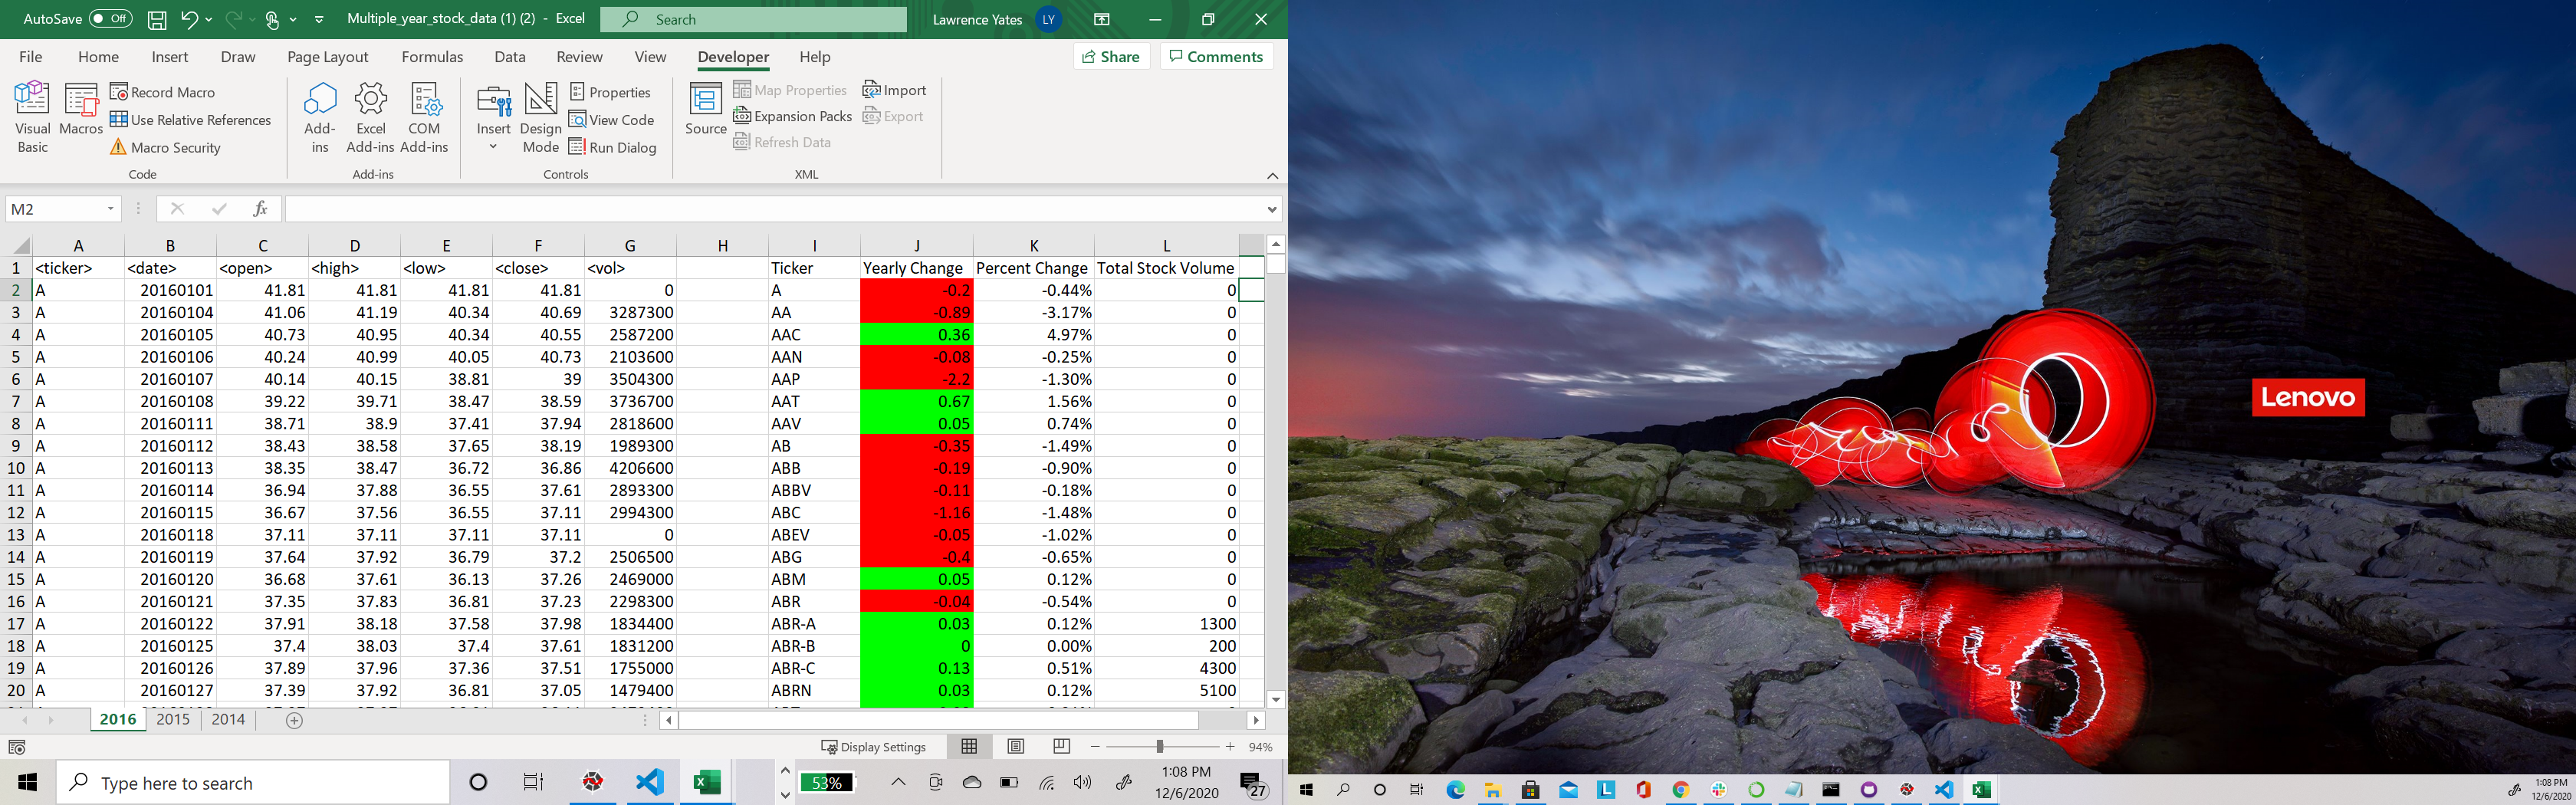 AutoSave Off Multiple_year_stock_data (1) (2) - Excel Search Lawrence Yates LY
File Home Insert Draw Page Layout Formulas Data Review View Developer Help Share Comments
Visual Basic
Macros
Record Macro
Use Relative References
Macro Security
Code
Add-ins
Excel Add-ins
COM Add-ins
Add-ins
Insert
Design Mode
Properties
View Code
Run Dialog
Controls
Source
Map Properties
Expansion Packs
Refresh Data
Import
Export
XML
M2 fx
A B C D E F G H I J K L
1 <ticker> <date> <open> <high> <low> <close> <vol> Ticker Yearly Change Percent Change Total Stock Volume
2 A 20160101 41.81 41.81 41.81 41.81 0 A -0.2 -0.44% 0
3 A 20160104 41.06 41.19 40.34 40.69 3287300 AA -0.89 -3.17% 0
4 A 20160105 40.73 40.95 40.34 40.55 2587200 AAC 0.36 4.97% 0
5 A 20160106 40.24 40.99 40.05 40.73 2103600 AAN -0.08 -0.25% 0
6 A 20160107 40.14 40.15 38.81 39 3504300 AAP -2.2 -1.30% 0
7 A 20160108 39.22 39.71 38.47 38.59 3736700 AAT 0.67 1.56% 0
8 A 20160111 38.71 38.9 37.41 37.94 2818600 AAV 0.05 0.74% 0
9 A 20160112 38.43 38.58 37.65 38.19 1989300 AB -0.35 -1.49% 0
10 A 20160113 38.35 38.47 36.72 36.86 4206600 ABB -0.19 -0.90% 0
11 A 20160114 36.94 37.88 36.55 37.61 2893300 ABBV -0.11 -0.18% 0
12 A 20160115 36.67 37.56 36.55 37.11 2994300 ABC -1.16 -1.48% 0
13 A 20160118 37.11 37.11 37.11 37.11 0 ABEV -0.05 -1.02% 0
14 A 20160119 37.64 37.92 36.79 37.2 2506500 ABG -0.4 -0.65% 0
15 A 20160120 36.68 37.61 36.13 37.26 2469000 ABM 0.05 0.12% 0
16 A 20160121 37.35 37.83 36.81 37.23 2298300 ABR -0.04 -0.54% 0
17 A 20160122 37.91 38.18 37.58 37.98 1834400 ABR-A 0.03 0.12% 1300
18 A 20160125 37.4 38.03 37.4 37.61 1831200 ABR-B 0 0.00% 200
19 A 20160126 37.89 37.96 37.36 37.51 1755000 ABR-C 0.13 0.51% 4300
20 A 20160127 37.39 37.92 36.81 37.05 1479400 ABRN 0.03 0.12% 5100
2016 2015 2014
Display Settings 94%
Type here to search 53% 1:08 PM
12/6/2020 27
Lenovo
1:08 PM
12/6/2020